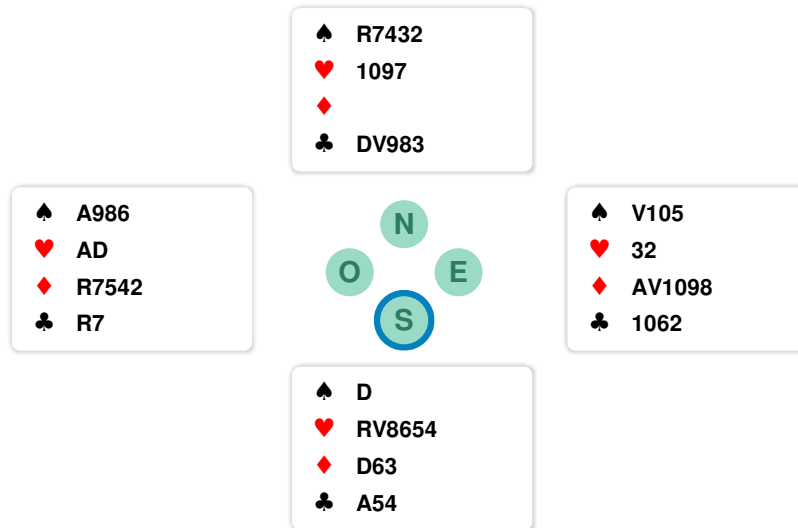 ♠ R7432
♥ 1097
♦
♣ DV983
♠ A986
♥ AD
♦ R7542
♣ R7
N
O E
S
♠ V105
♥ 32
♦ AV1098
♣ 1062
♠ D
♥ RV8654
♦ D63
♣ A54